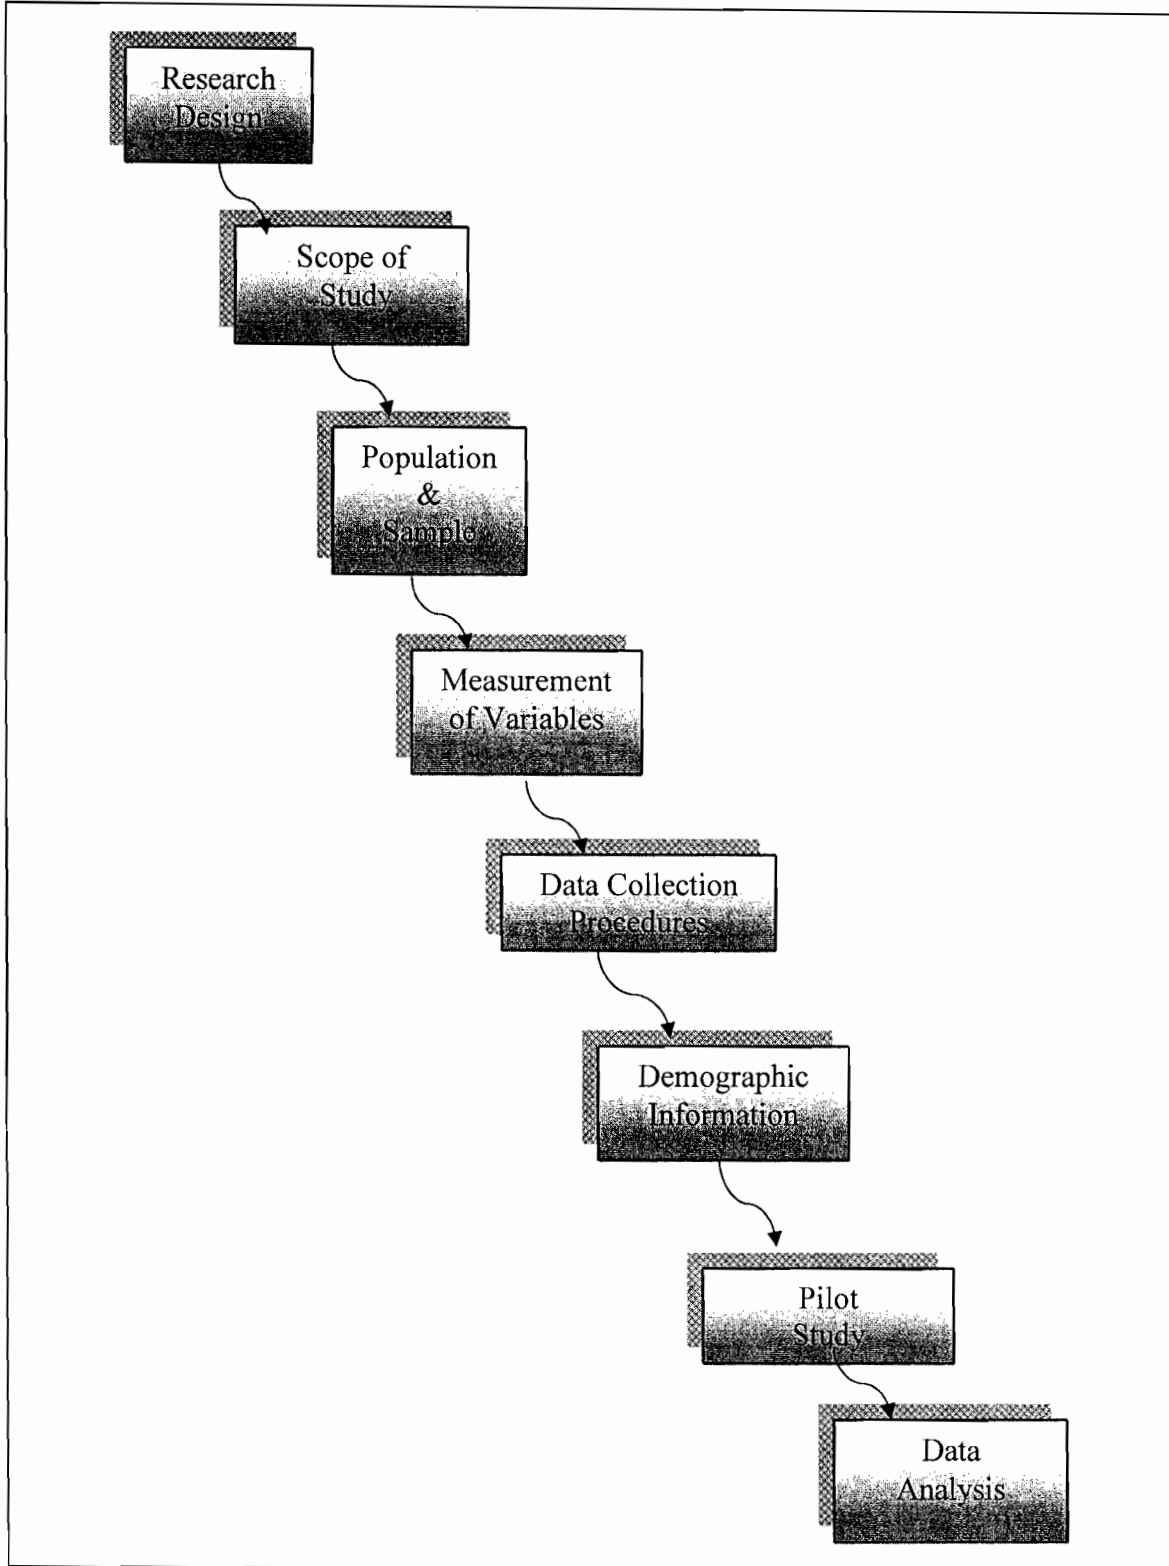 Research
Design
Scope of
Study
Population
&
Sample
Measurement
of Variables
Data Collection
Procedures
Demographic
Information
Pilot
Study
Data
Analysis